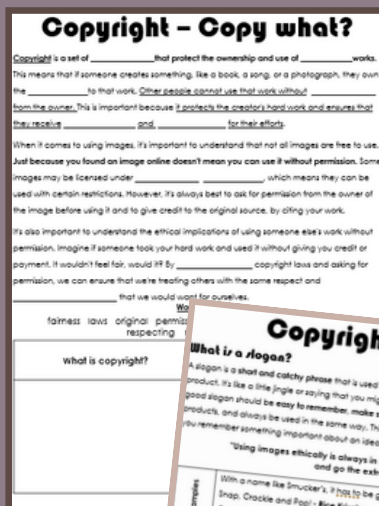 Copyright – Copy what?
Copyright is a set of ____________ that protect the ownership and use of __________ works.
This means that if someone creates something, like a book, a song, or a photograph, they own
the __________ to that work. Other people cannot use that work without __________
from the owner. This is important because it protects the creator's hard work and ensures that
they receive ____________ and ____________ for their efforts.
When it comes to using images, it's important to understand that not all images are free to use.
Just because you found an image online doesn't mean you can use it without permission. Some
images may be licensed under ____________ ____________, which means they can be
used with certain restrictions. However, it's always best to ask for permission from the owner of
the image before using it and to give credit to the original source, by citing your work.
It's also important to understand the ethical implications of using someone else's work without
permission. Imagine if someone took your hard work and used it without giving you credit or
payment. It wouldn't feel fair, would it? By ____________ copyright laws and asking for
permission, we can ensure that we're treating others with the same respect and
____________ that we would want for ourselves.
Wo
fairness laws original permiss
respecting
What is copyright?
Copyrigh
What is a slogan?
A slogan is a short and catchy phrase that is used
product. It's like a little jingle or saying that you mig
good slogan should be easy to remember, make s
products, and always be used in the same way. Th
you remember something important about an idea
"Using images ethically is always in
and go the ext
With a name like Smucker's, it has to be g
Snap, Crackle and Pop! - Rice Kris